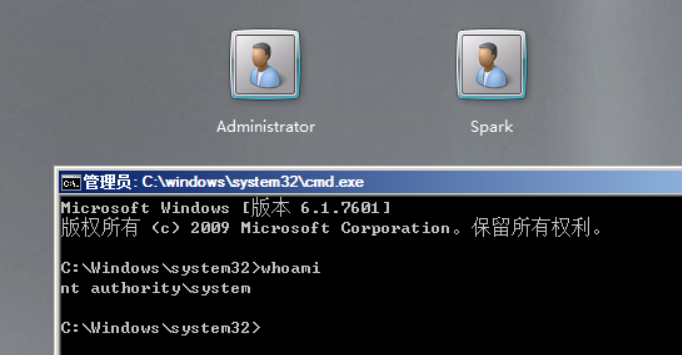 Administrator
Spark
管理员: C:\windows\system32\cmd.exe
Microsoft Windows [版本 6.1.7601]
版权所有 (c) 2009 Microsoft Corporation。保留所有权利。
C:\Windows\system32>whoami
nt authority\system
C:\Windows\system32>